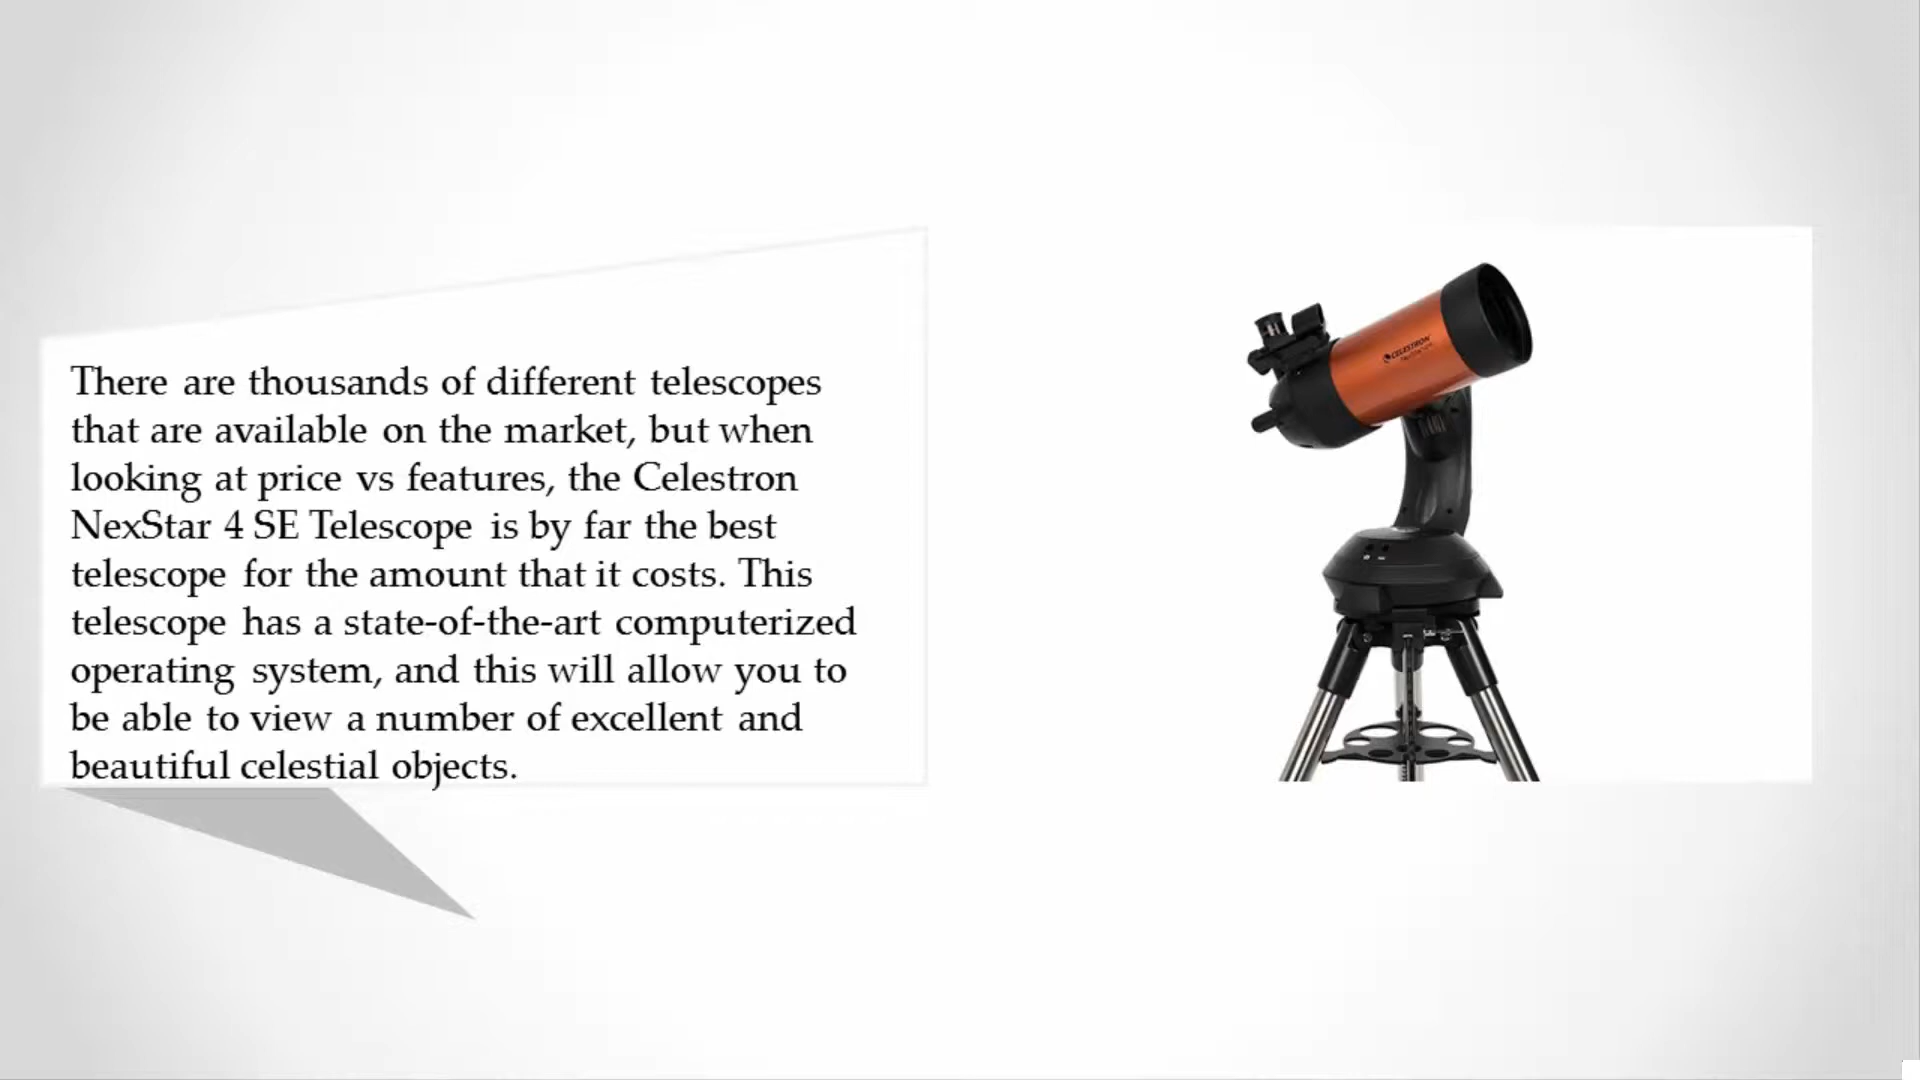 There are thousands of different telescopes
that are available on the market, but when
looking at price vs features, the Celestron
NexStar 4 SE Telescope is by far the best
telescope for the amount that it costs. This
telescope has a state-of-the-art computerized
operating system, and this will allow you to
be able to view a number of excellent and
beautiful celestial objects.
CELESTRON